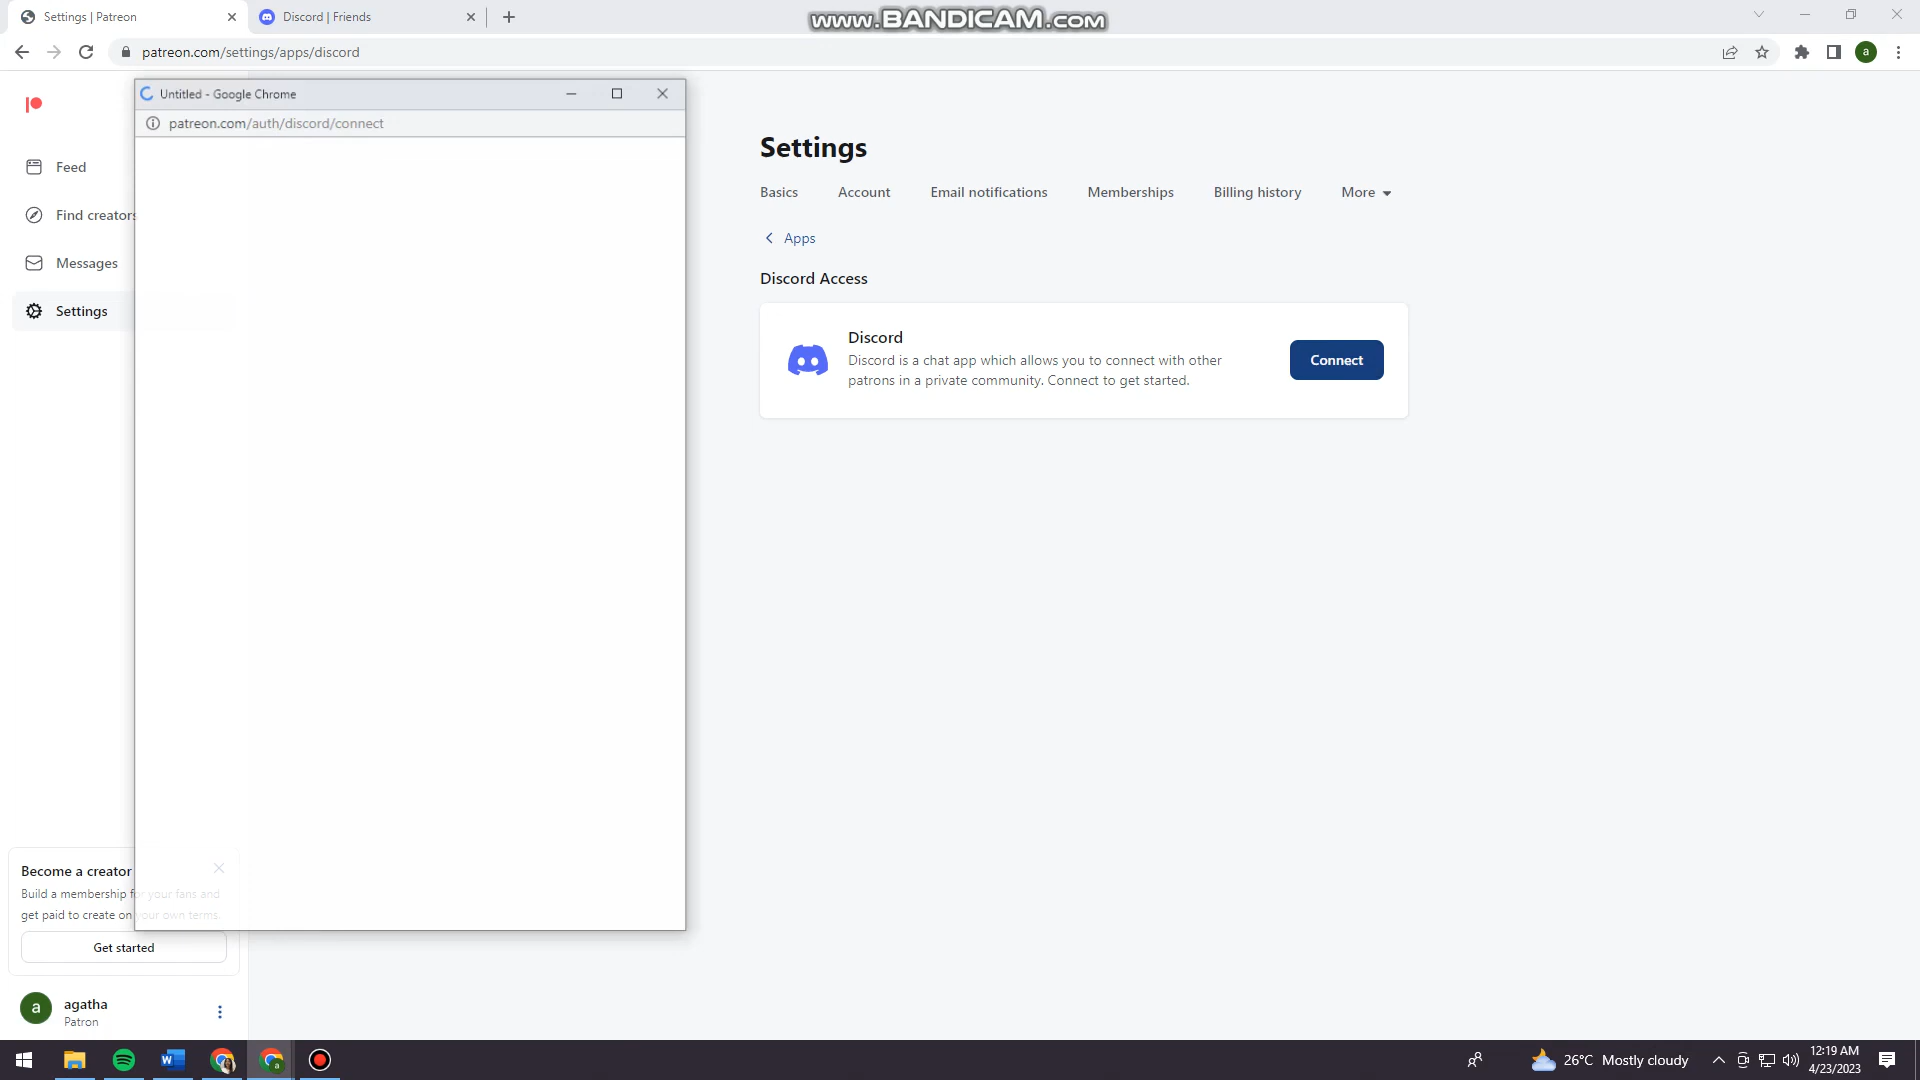 Settings | Patreon
Discord | Friends
www.BANDICAM.com
patreon.com/settings/apps/discord
a
Untitled - Google Chrome
patreon.com/auth/discord/connect
Feed
Find creators
Messages
Settings
Settings
Basics
Account
Email notifications
Memberships
Billing history
More
Apps
Discord Access
Discord
Discord is a chat app which allows you to connect with other
patrons in a private community. Connect to get started.
Connect
Become a creator
Build a membership for your fans and
get paid to create on your own terms.
Get started
a
agatha
Patron
W
a
26°C Mostly cloudy
12:19 AM
4/23/2023